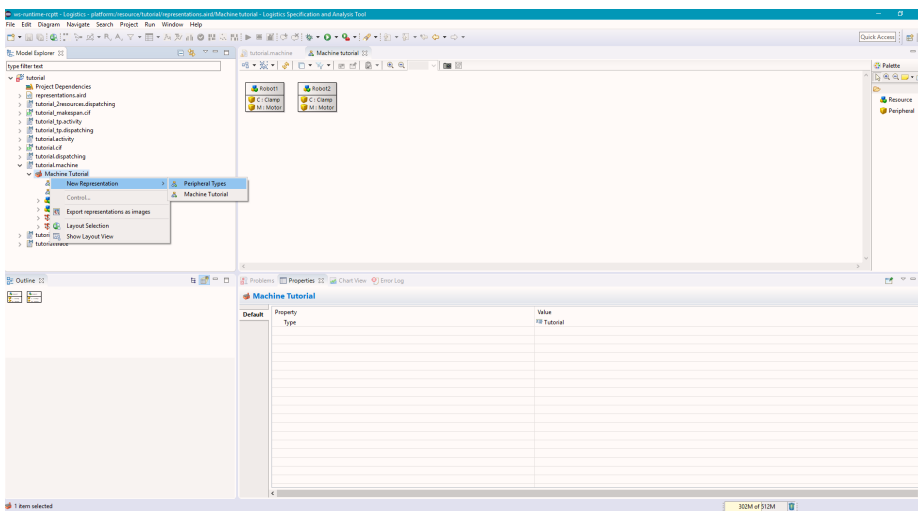 ws-runtime-rcptt - Logistics - platform:/resource/tutorial/representations.aird/Machine tutorial - Logistics Specification and Analysis Tool
File Edit Diagram Navigate Search Project Run Window Help
Quick Access
Model Explorer
tutorial.machine
Machine tutorial
type filter text
Palette
tutorial
Project Dependencies
representations.aird
tutorial_2resources.dispatching
tutorial_makespan.cif
tutorial_tp.activity
tutorial_tp.dispatching
tutorial.activity
tutorial.cif
tutorial.dispatching
tutorial.machine
Machine Tutorial
Robot1
C : Clamp
M : Motor
Robot2
C : Clamp
M : Motor
Resource
Peripheral
New Representation
Control...
Export representations as images
Layout Selection
Show Layout View
Peripheral Types
Machine Tutorial
Outline
Problems
Properties
Chart View
Error Log
Machine Tutorial
Default
Property
Value
Type
Tutorial
1 item selected
302M of 512M